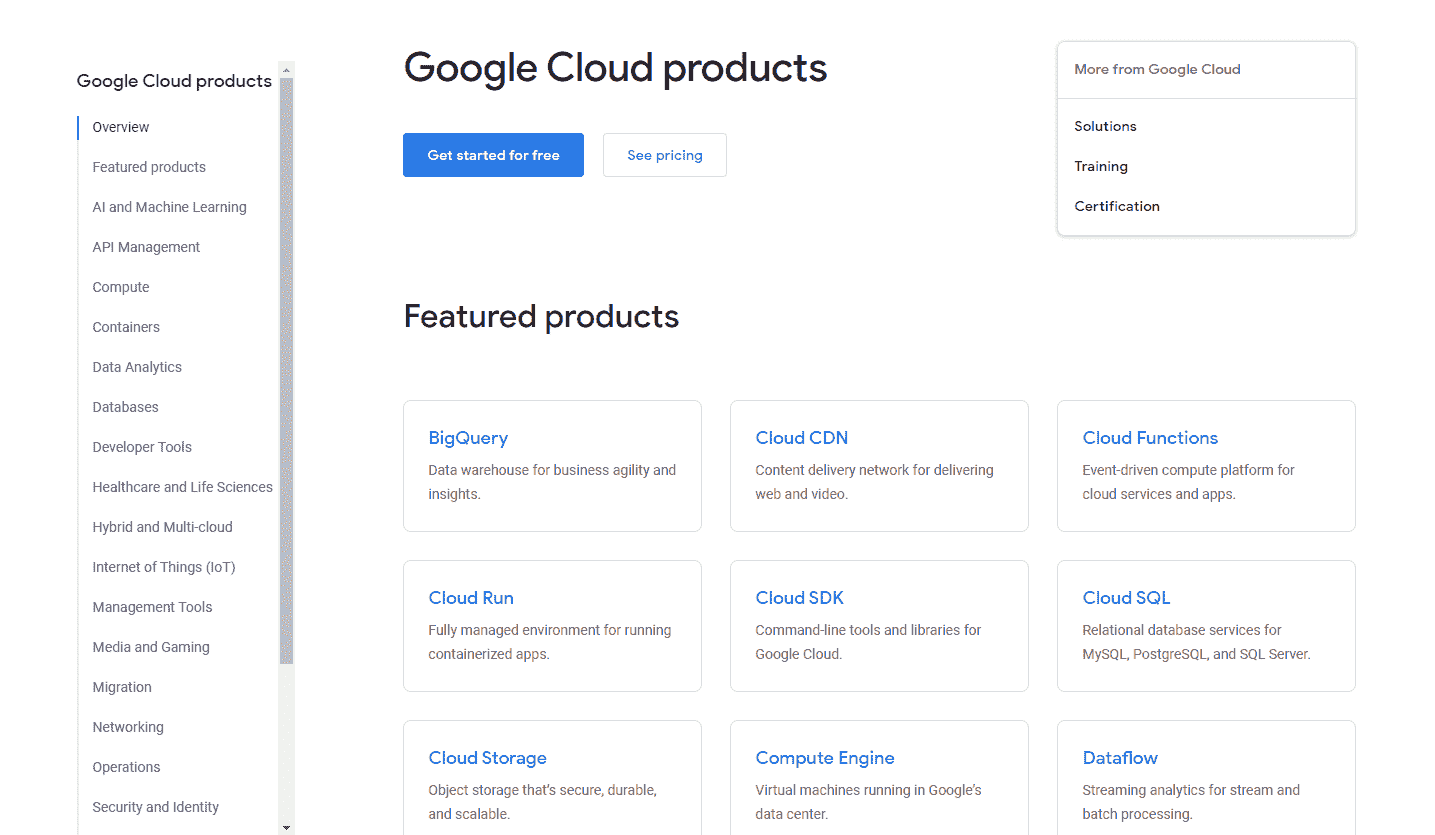 Google Cloud products
Overview
Featured products
AI and Machine Learning
API Management
Compute
Containers
Data Analytics
Databases
Developer Tools
Healthcare and Life Sciences
Hybrid and Multi-cloud
Internet of Things (IoT)
Management Tools
Media and Gaming
Migration
Networking
Operations
Security and Identity
Google Cloud products
Get started for free
See pricing
More from Google Cloud
Solutions
Training
Certification
Featured products
BigQuery
Data warehouse for business agility and
insights.
Cloud CDN
Content delivery network for delivering
web and video.
Cloud Functions
Event-driven compute platform for
cloud services and apps.
Cloud Run
Fully managed environment for running
containerized apps.
Cloud SDK
Command-line tools and libraries for
Google Cloud.
Cloud SQL
Relational database services for
MySQL, PostgreSQL, and SQL Server.
Cloud Storage
Object storage that's secure, durable,
and scalable.
Compute Engine
Virtual machines running in Google's
data center.
Dataflow
Streaming analytics for stream and
batch processing.